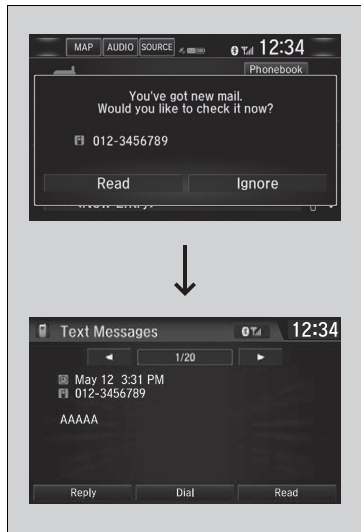 MAP AUDIO SOURCE 12:34
Phonebook
You've got new mail.
Would you like to check it now?
012-3456789
Read Ignore
Text Messages 12:34
1/20
May 12 3:31 PM
012-3456789
AAAAA
Reply Dial Read